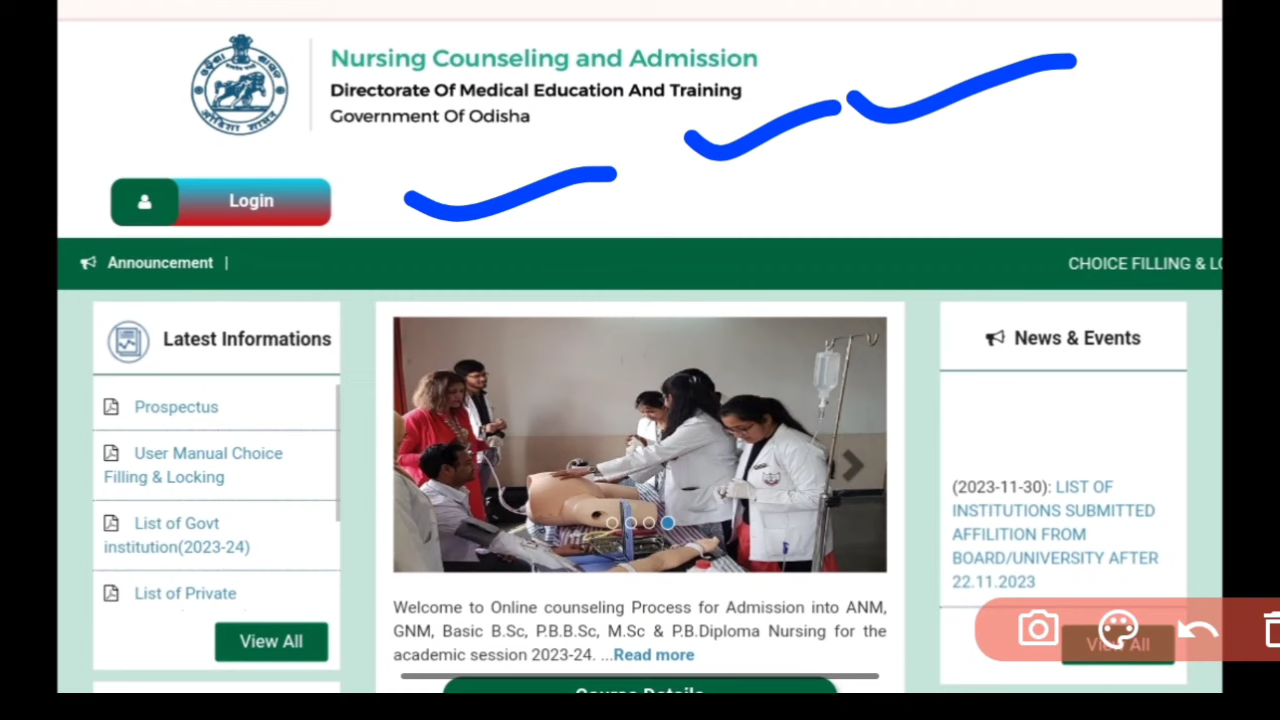 Nursing Counseling and Admission
Directorate Of Medical Education And Training
Government Of Odisha
Login
Announcement |
CHOICE FILLING & LO
Latest Informations
Prospectus
User Manual Choice
Filling & Locking
List of Govt
institution(2023-24)
List of Private
View All
Welcome to Online counseling Process for Admission into ANM,
GNM, Basic B.Sc, P.B.B.Sc, M.Sc & P.B.Diploma Nursing for the
academic session 2023-24. ...Read more
Course Details
News & Events
(2023-11-30): LIST OF
INSTITUTIONS SUBMITTED
AFFILITION FROM
BOARD/UNIVERSITY AFTER
22.11.2023
View All